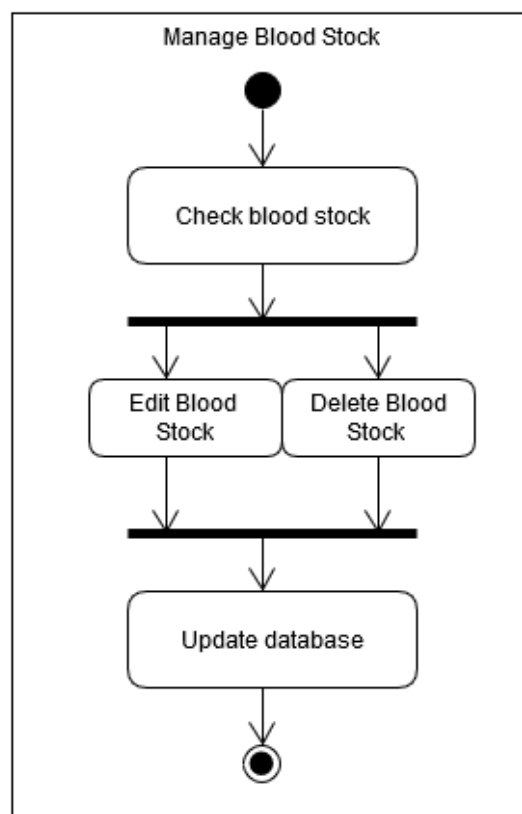 Manage Blood Stock
Check blood stock
Edit Blood
Stock
Delete Blood
Stock
Update database